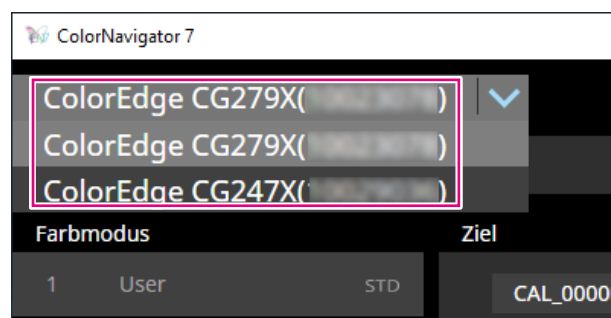 ColorNavigator 7
ColorEdge CG279X( )
ColorEdge CG279X( )
ColorEdge CG247X( )
Farbmodus Ziel
1 User STD CAL_0000